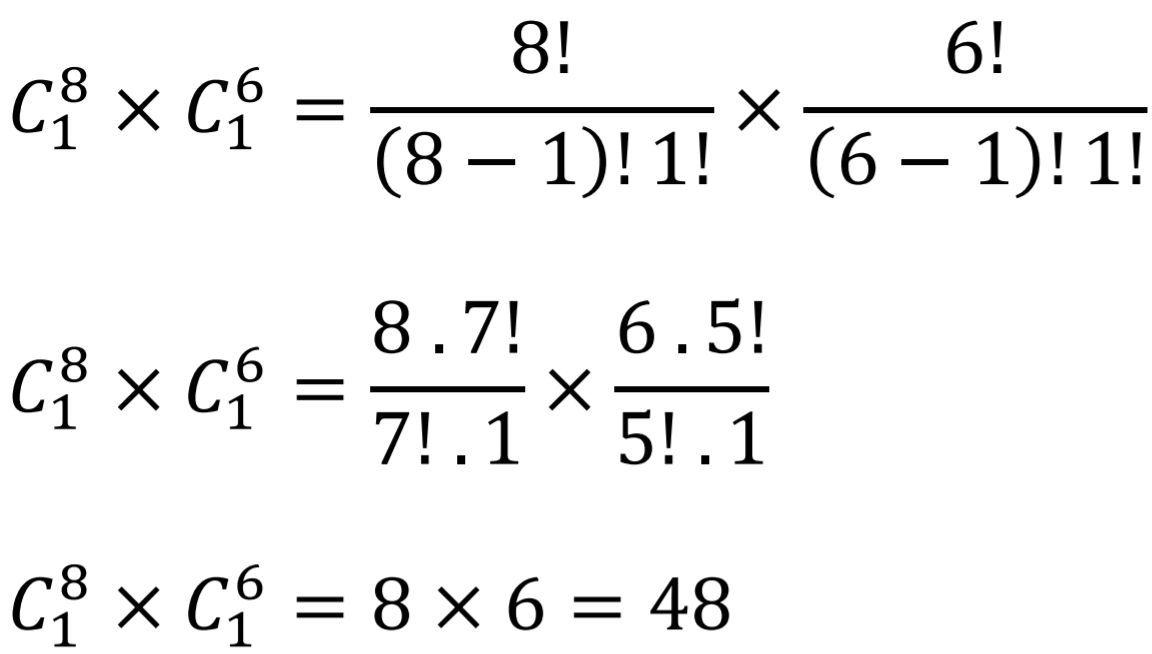 C₁⁸ × C₁⁶ = 8! / (8 − 1)! 1! × 6! / (6 − 1)! 1!
C₁⁸ × C₁⁶ = 8 . 7! / 7! . 1 × 6 . 5! / 5! . 1
C₁⁸ × C₁⁶ = 8 × 6 = 48